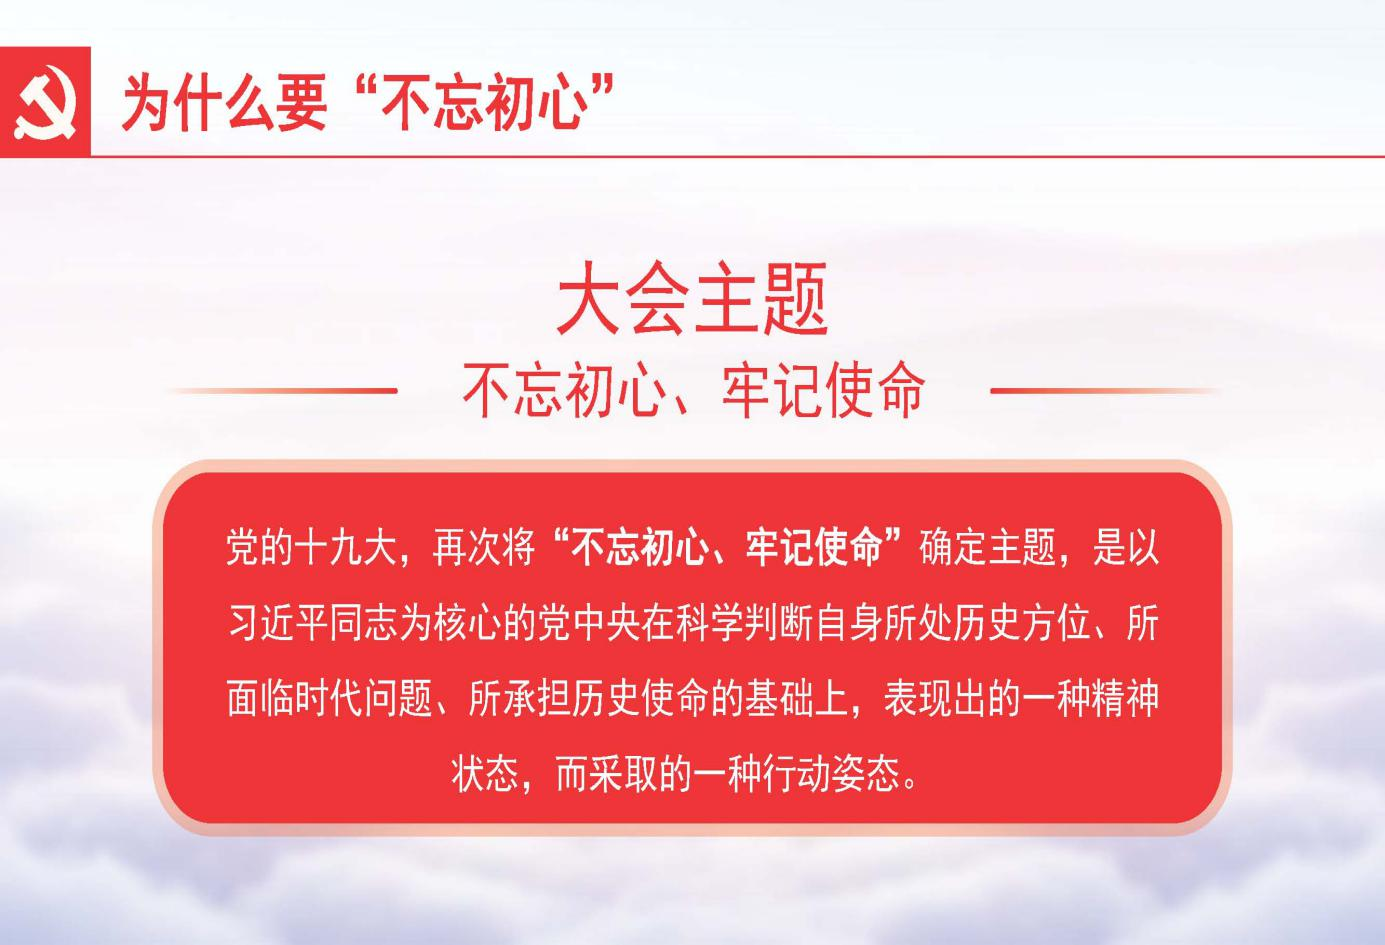 为什么要“不忘初心”
大会主题
不忘初心、牢记使命
党的十九大，再次将“不忘初心、牢记使命”确定主题，是以
习近平同志为核心的党中央在科学判断自身所处历史方位、所
面临时代问题、所承担历史使命的基础上，表现出的一种精神
状态，而采取的一种行动姿态。